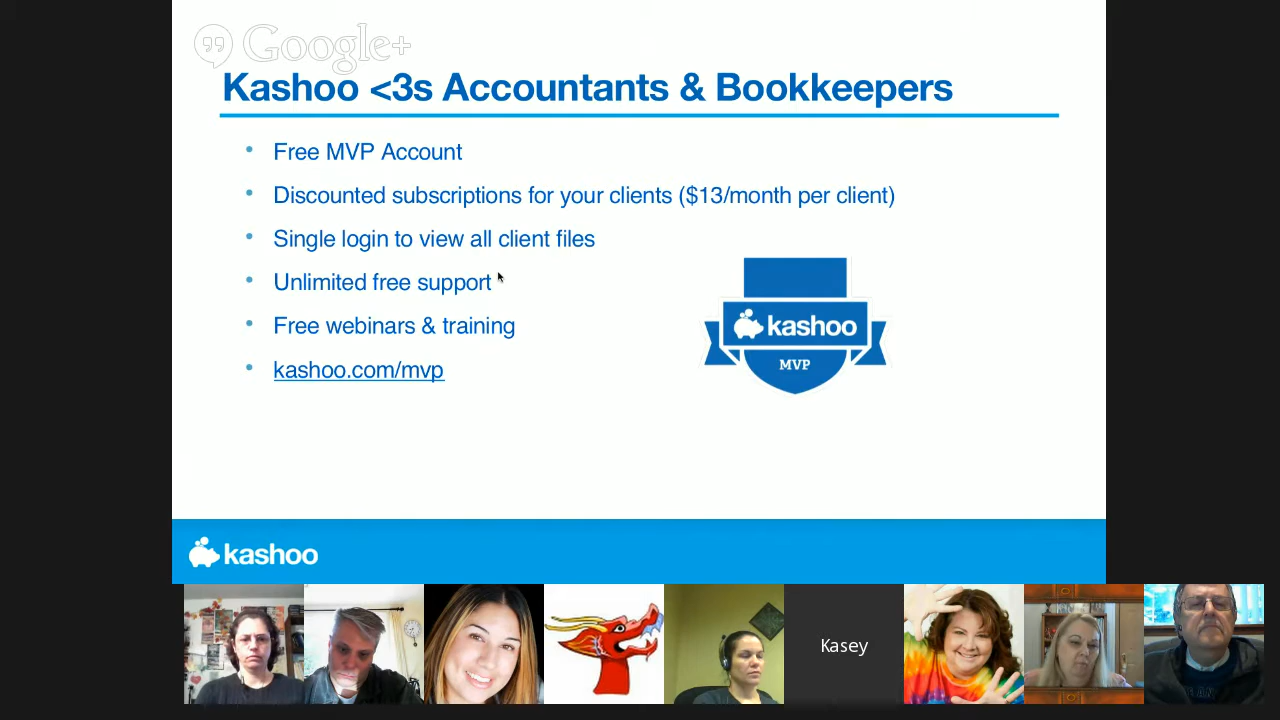 Google+
Kashoo <3s Accountants & Bookkeepers
• Free MVP Account
• Discounted subscriptions for your clients ($13/month per client)
• Single login to view all client files
• Unlimited free support
• Free webinars & training
• kashoo.com/mvp
kashoo
MVP
kashoo
Kasey